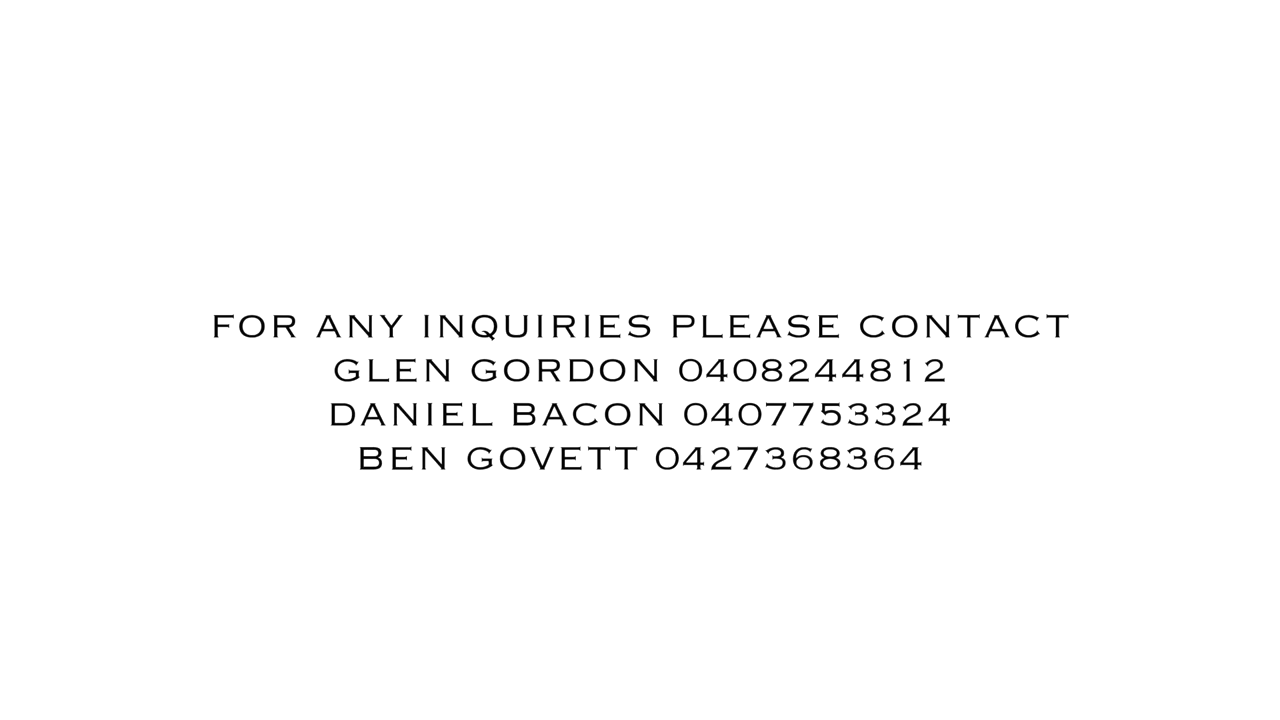 FOR ANY INQUIRIES PLEASE CONTACT
GLEN GORDON 0408244812
DANIEL BACON 0407753324
BEN GOVETT 0427368364